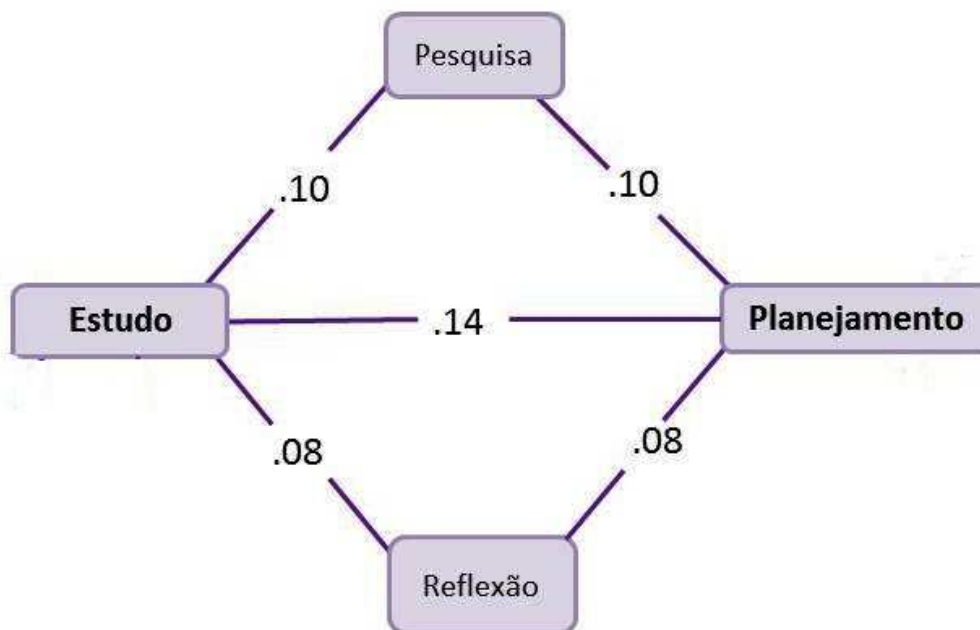 Pesquisa
.10
.10
Estudo
.14
Planejamento
.08
.08
Reflexão